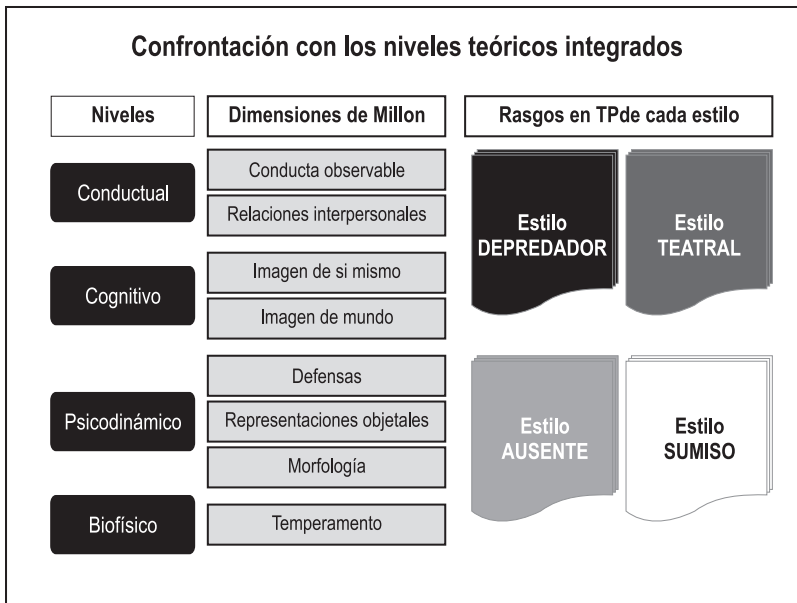 Confrontación con los niveles teóricos integrados
Niveles
Dimensiones de Millon
Rasgos en TPde cada estilo
Conductual
Conducta observable
Relaciones interpersonales
Cognitivo
Imagen de si mismo
Imagen de mundo
Psicodinámico
Defensas
Representaciones objetales
Morfología
Biofísico
Temperamento
Estilo
DEPREDADOR
Estilo
TEATRAL
Estilo
AUSENTE
Estilo
SUMISO